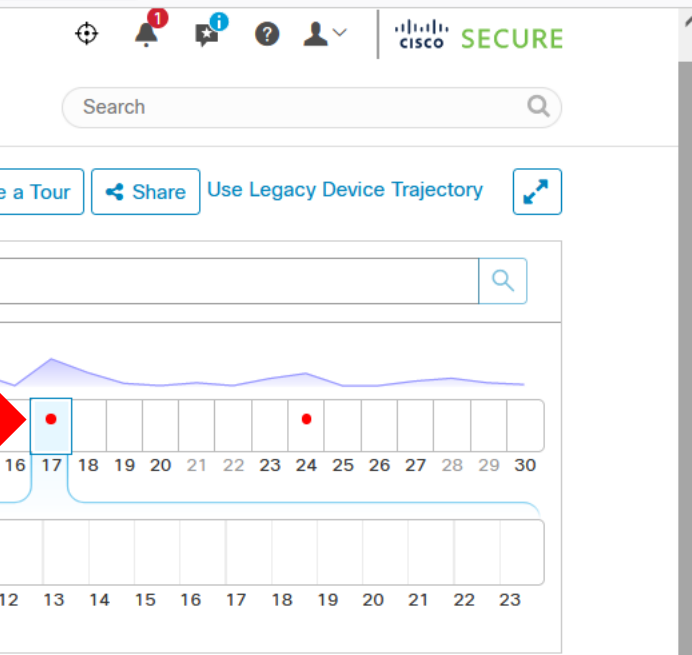 1
i
?
cisco SECURE
Search
e a Tour
Share
Use Legacy Device Trajectory
16 17 18 19 20 21 22 23 24 25 26 27 28 29 30
12 13 14 15 16 17 18 19 20 21 22 23